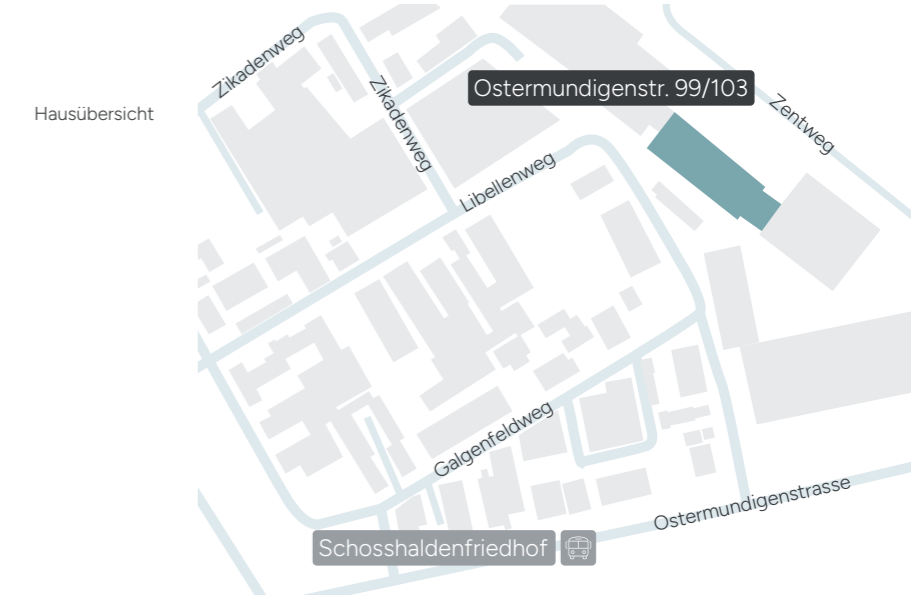 Zikadenweg
Zikadenweg
Ostermundigenstr. 99/103
Hausübersicht
Zentweg
Libellenweg
Galgenfeldweg
Ostermundigenstrasse
Schosshaldenfriedhof